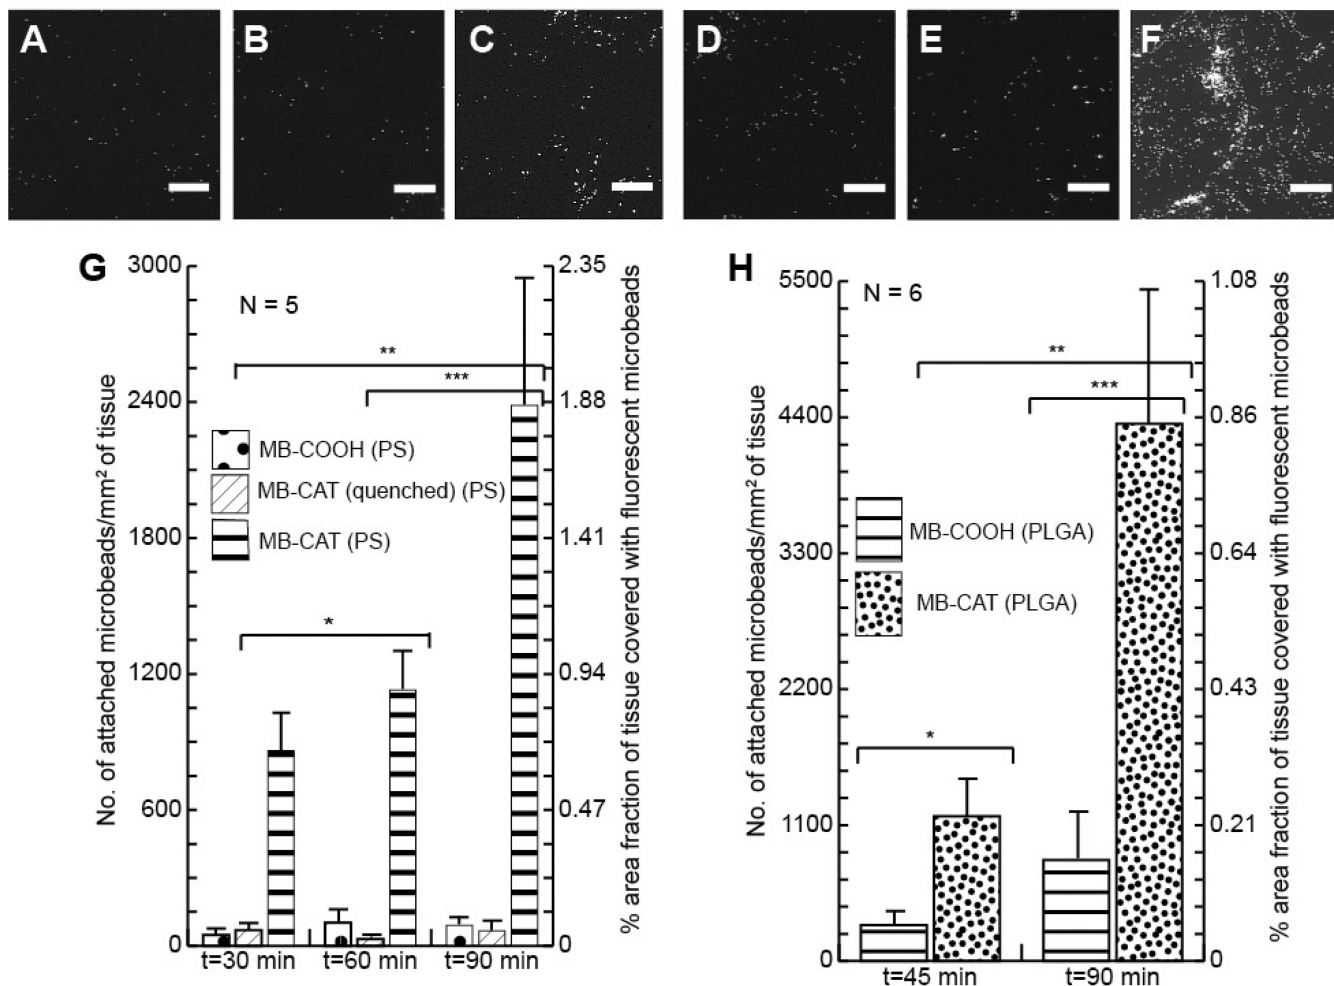 A
B
C
D
E
F
G
3000
2400
1800
1200
600
0
No. of attached microbeads/mm² of tissue
N = 5
**
***
*
MB-COOH (PS)
MB-CAT (quenched) (PS)
MB-CAT (PS)
2.35
1.88
1.41
0.94
0.47
0
% area fraction of tissue covered with fluorescent microbeads
t=30 min
t=60 min
t=90 min
H
5500
4400
3300
2200
1100
0
No. of attached microbeads/mm² of tissue
N = 6
**
***
*
MB-COOH (PLGA)
MB-CAT (PLGA)
1.08
0.86
0.64
0.43
0.21
0
% area fraction of tissue covered with fluorescent microbeads
t=45 min
t=90 min